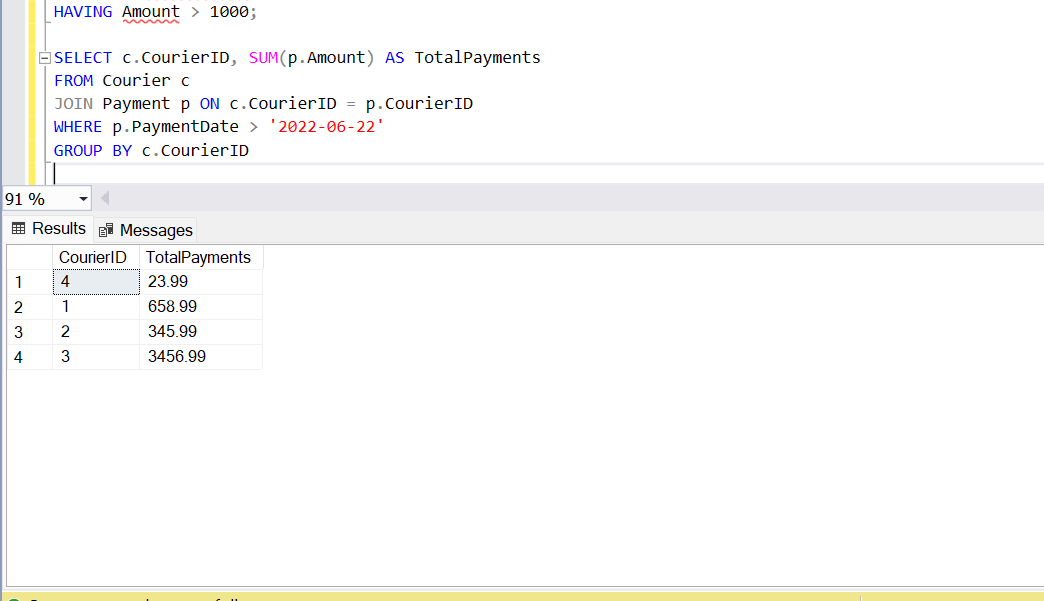 HAVING Amount > 1000;
SELECT c.CourierID, SUM(p.Amount) AS TotalPayments
FROM Courier c
JOIN Payment p ON c.CourierID = p.CourierID
WHERE p.PaymentDate > '2022-06-22'
GROUP BY c.CourierID
91 %
Results Messages
CourierID TotalPayments
1 4 23.99
2 1 658.99
3 2 345.99
4 3 3456.99